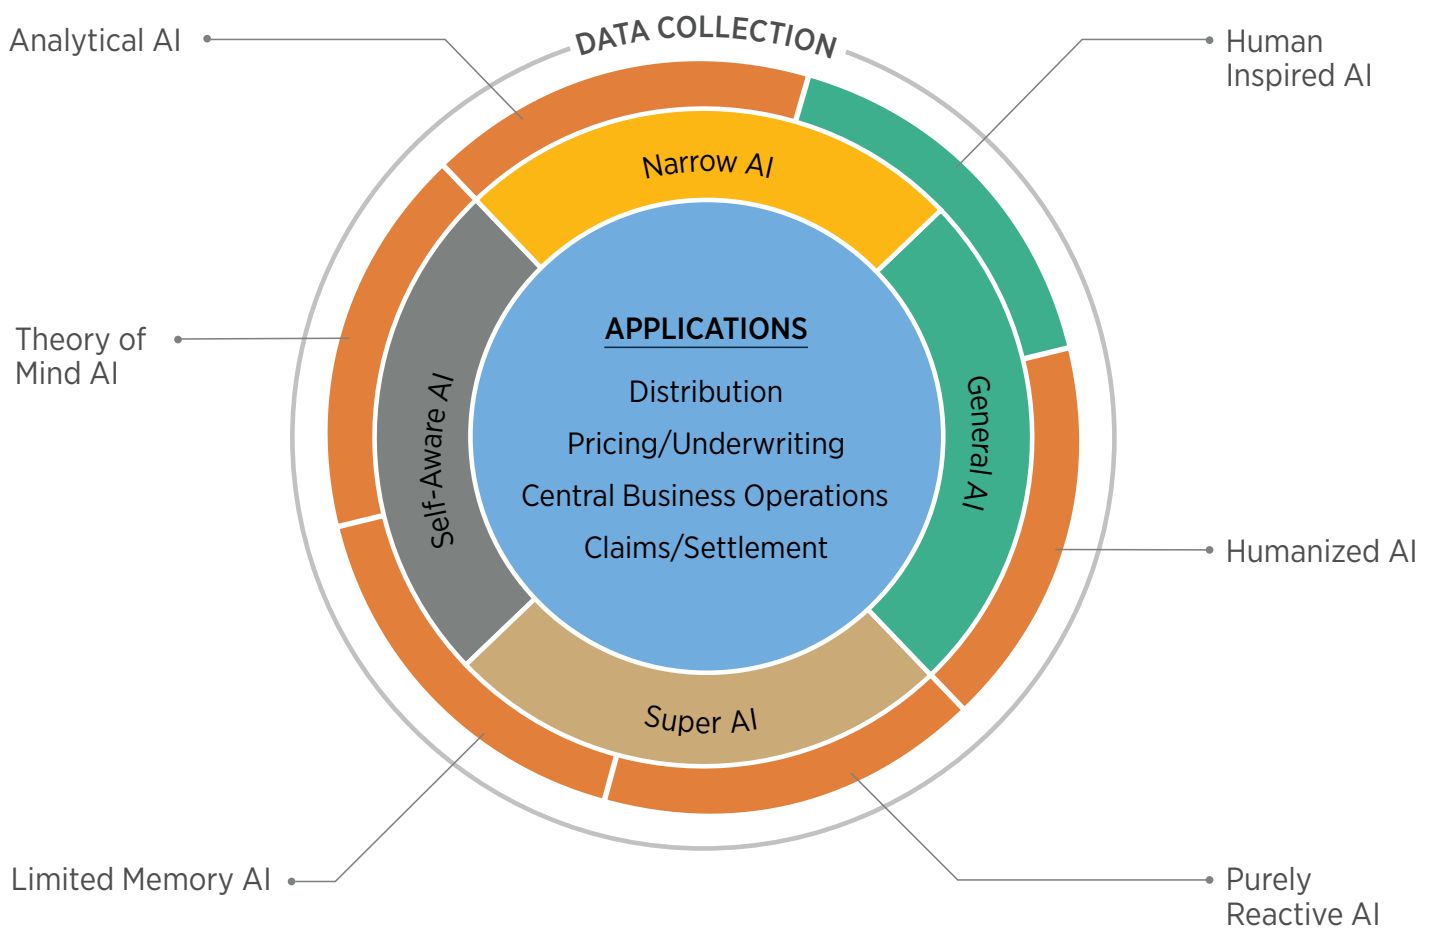 DATA COLLECTION
Analytical AI
Human
Inspired AI
Narrow AI
Theory of
Mind AI
Self-Aware AI
APPLICATIONS
Distribution
Pricing/Underwriting
Central Business Operations
Claims/Settlement
General AI
Humanized AI
Super AI
Limited Memory AI
Purely
Reactive AI